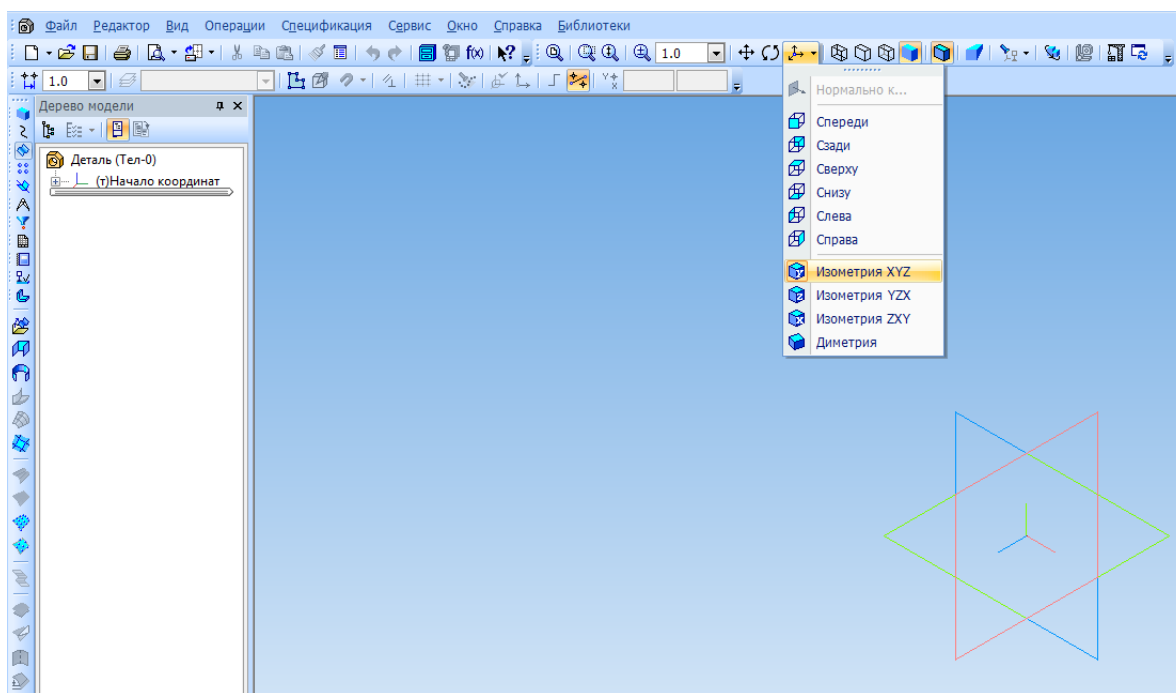 Файл Редактор Вид Операции Спецификация Сервис Окно Справка Библиотеки
f(x) 1.0
1.0
Дерево модели
Деталь (Тел-0)
(т)Начало координат
Нормально к...
Спереди
Сзади
Сверху
Снизу
Слева
Справа
Изометрия XYZ
Изометрия YZX
Изометрия ZXY
Диметрия